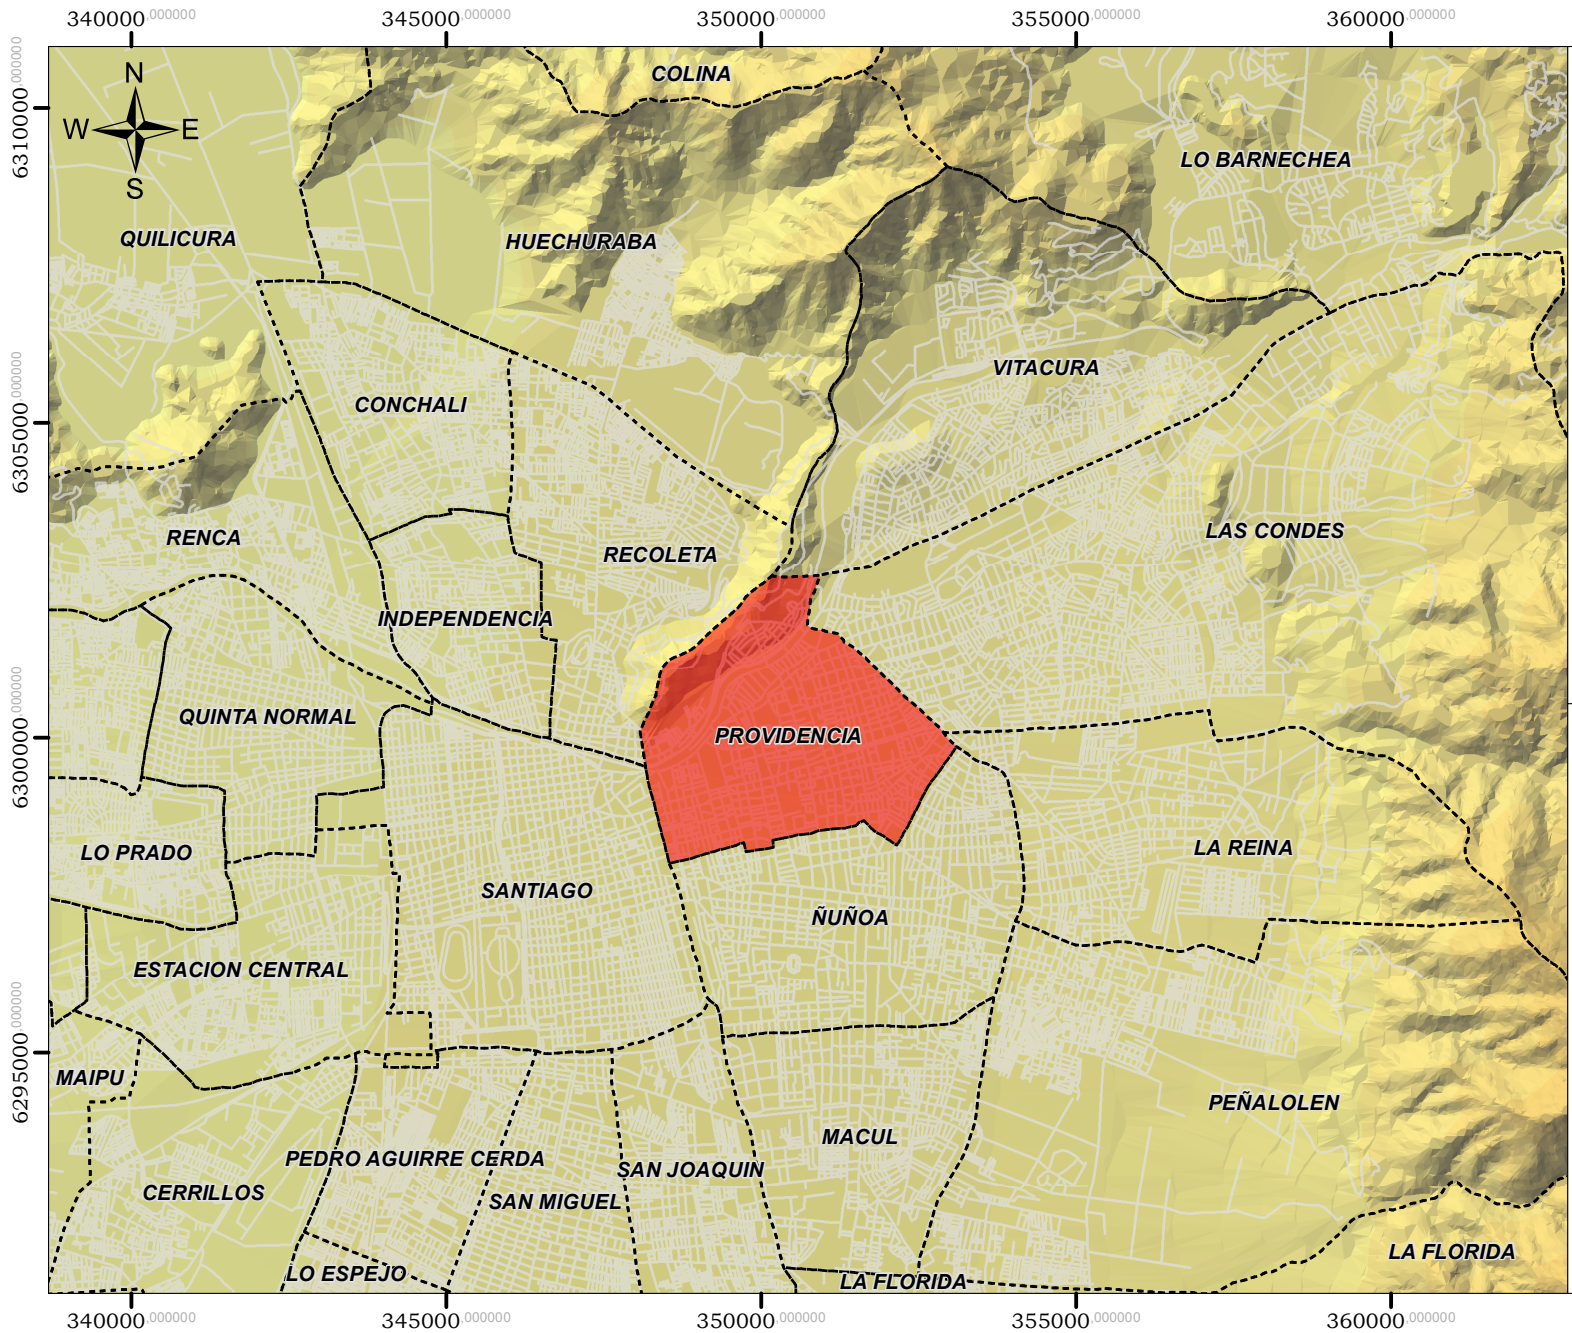 340000,000000 345000,000000 350000,000000 355000,000000 360000,000000
6310000,000000
6305000,000000
6300000,000000
6295000,000000
N
W E
S
COLINA
LO BARNECHEA
QUILICURA
HUECHURABA
VITACURA
CONCHALI
LAS CONDES
RENCA
RECOLETA
INDEPENDENCIA
QUINTA NORMAL
PROVIDENCIA
LA REINA
LO PRADO
SANTIAGO
ÑUÑOA
ESTACION CENTRAL
MAIPU
PEÑALOLEN
MACUL
PEDRO AGUIRRE CERDA
SAN JOAQUIN
CERRILLOS
SAN MIGUEL
LA FLORIDA
LO ESPEJO
LA FLORIDA
340000,000000 345000,000000 350000,000000 355000,000000 360000,000000